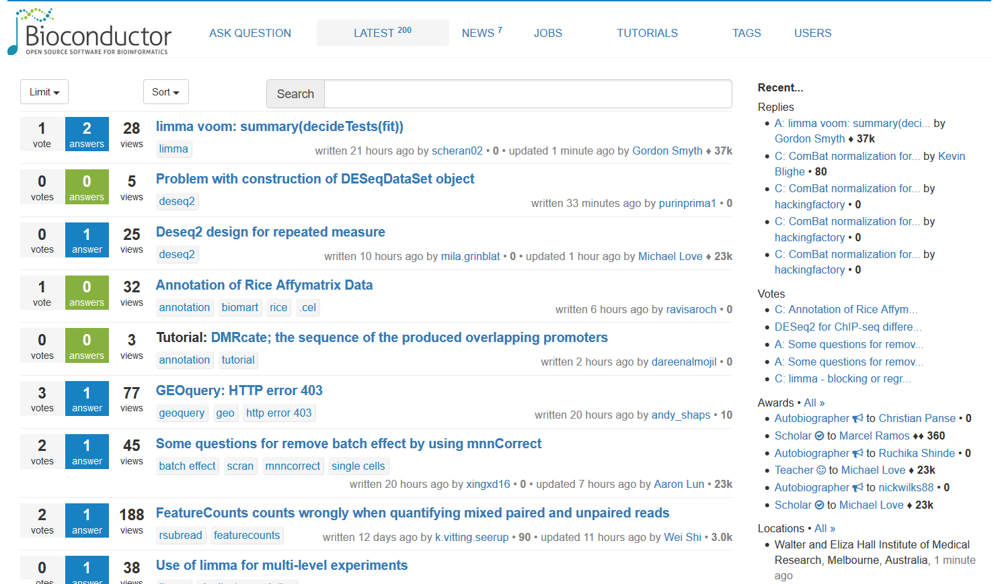 Bioconductor
OPEN SOURCE SOFTWARE FOR BIOINFORMATICS
ASK QUESTION LATEST 200 NEWS 7 JOBS TUTORIALS TAGS USERS
Limit Sort Search
1 vote 2 answers 28 views limma voom: summary(decideTests(fit))
limma written 21 hours ago by scheran02 • 0 • updated 1 minute ago by Gordon Smyth ♦ 37k
0 votes 0 answers 5 views Problem with construction of DESeqDataSet object
deseq2 written 33 minutes ago by purinprima1 • 0
0 votes 1 answer 25 views Deseq2 design for repeated measure
deseq2 written 10 hours ago by mila.grinblat • 0 • updated 1 hour ago by Michael Love ♦ 23k
1 vote 0 answers 32 views Annotation of Rice Affymatrix Data
annotation biomart rice .cel written 6 hours ago by ravisaroch • 0
0 votes 0 answers 3 views Tutorial: DMRcate; the sequence of the produced overlapping promoters
annotation tutorial written 2 hours ago by dareenalmojil • 0
3 votes 1 answer 77 views GEOquery: HTTP error 403
geoquery geo http error 403 written 20 hours ago by andy_shaps • 10
2 votes 1 answer 45 views Some questions for remove batch effect by using mnnCorrect
batch effect scran mnncorrect single cells
written 20 hours ago by xingxd16 • 0 • updated 7 hours ago by Aaron Lun • 23k
2 votes 1 answer 188 views FeatureCounts counts wrongly when quantifying mixed paired and unpaired reads
rsubread featurecounts written 12 days ago by k.vitting.seerup • 90 • updated 11 hours ago by Wei Shi • 3.0k
0 votes 1 answer 38 views Use of limma for multi-level experiments
Recent...
Replies
• A: limma voom: summary(deci... by
Gordon Smyth ♦ 37k
• C: ComBat normalization for... by Kevin
Blighe • 80
• C: ComBat normalization for... by
hackingfactory • 0
• C: ComBat normalization for... by
hackingfactory • 0
• C: ComBat normalization for... by
hackingfactory • 0
Votes
• C: Annotation of Rice Affym...
• DESeq2 for ChIP-seq differe...
• A: Some questions for remov...
• A: Some questions for remov...
• C: limma - blocking or regr...
Awards • All »
• Autobiographer to Christian Panse • 0
• Scholar to Marcel Ramos ♦♦ 360
• Autobiographer to Ruchika Shinde • 0
• Teacher to Michael Love ♦ 23k
• Autobiographer to nickwilks88 • 0
• Scholar to Michael Love ♦ 23k
Locations • All »
• Walter and Eliza Hall Institute of Medical
Research, Melbourne, Australia, 1 minute
ago